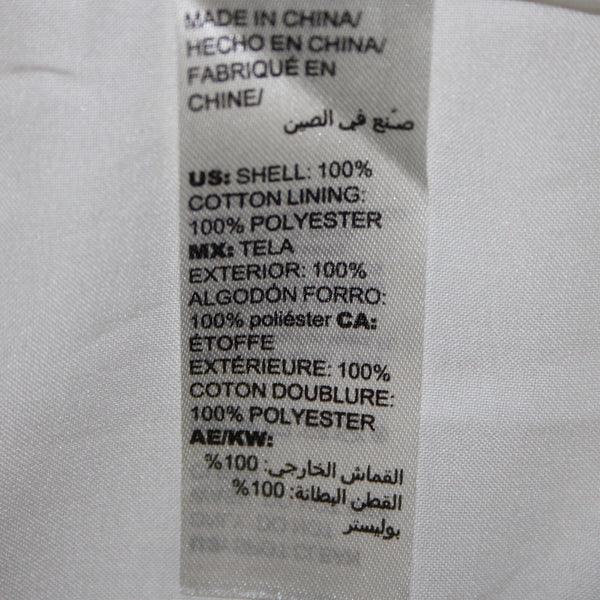 MADE IN CHINA/
HECHO EN CHINA/
FABRIQUÉ EN
CHINE/
صنّع في الصين
US: SHELL: 100%
COTTON LINING:
100% POLYESTER
MX: TELA
EXTERIOR: 100%
ALGODÓN FORRO:
100% poliéster CA:
ÉTOFFE
EXTÉRIEURE: 100%
COTON DOUBLURE:
100% POLYESTER
AE/KW:
القماش الخارجي: 100%
القطن البطانة: 100%
بوليستر